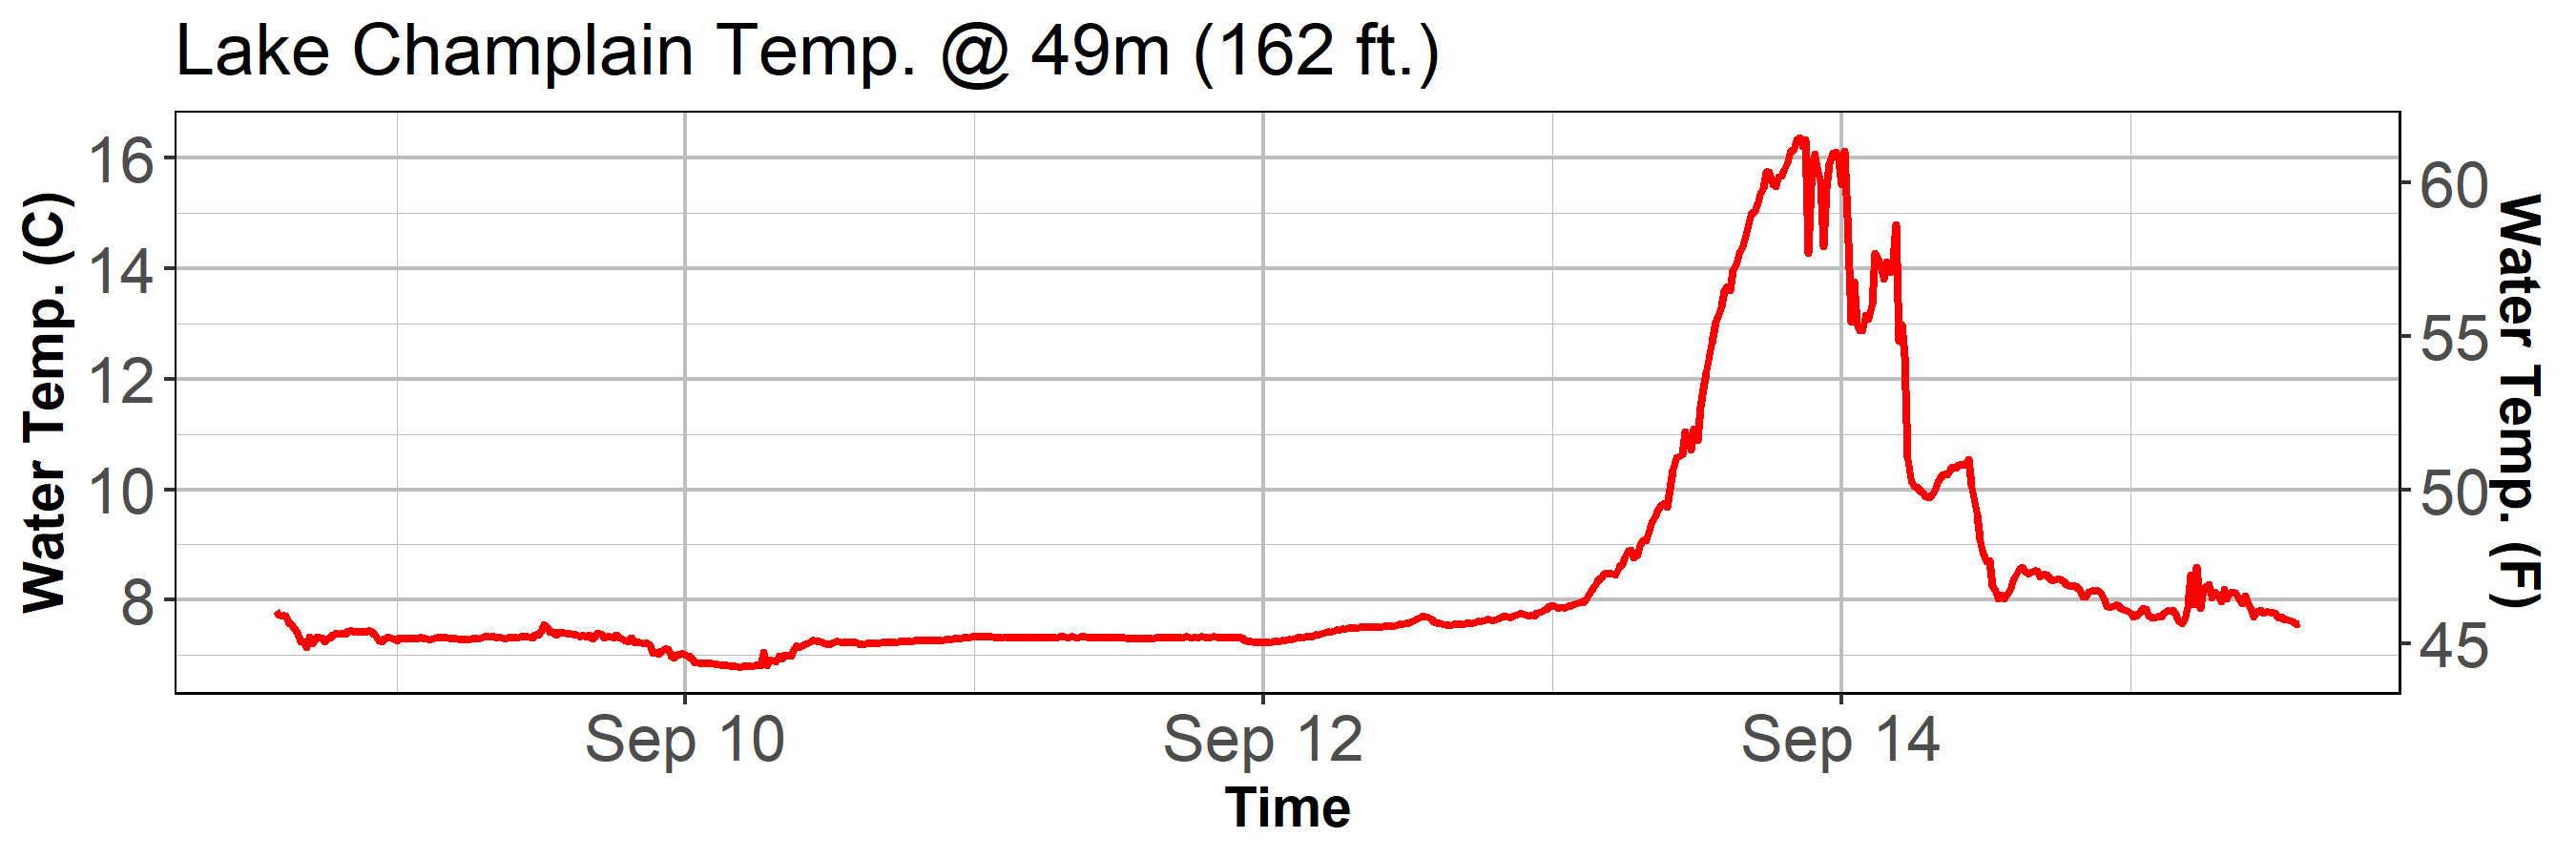 Lake Champlain Temp. @ 49m (162 ft.)
Water Temp. (C)
16
14
12
10
8
60
55
50
45
Water Temp. (F)
Sep 10
Sep 12
Sep 14
Time